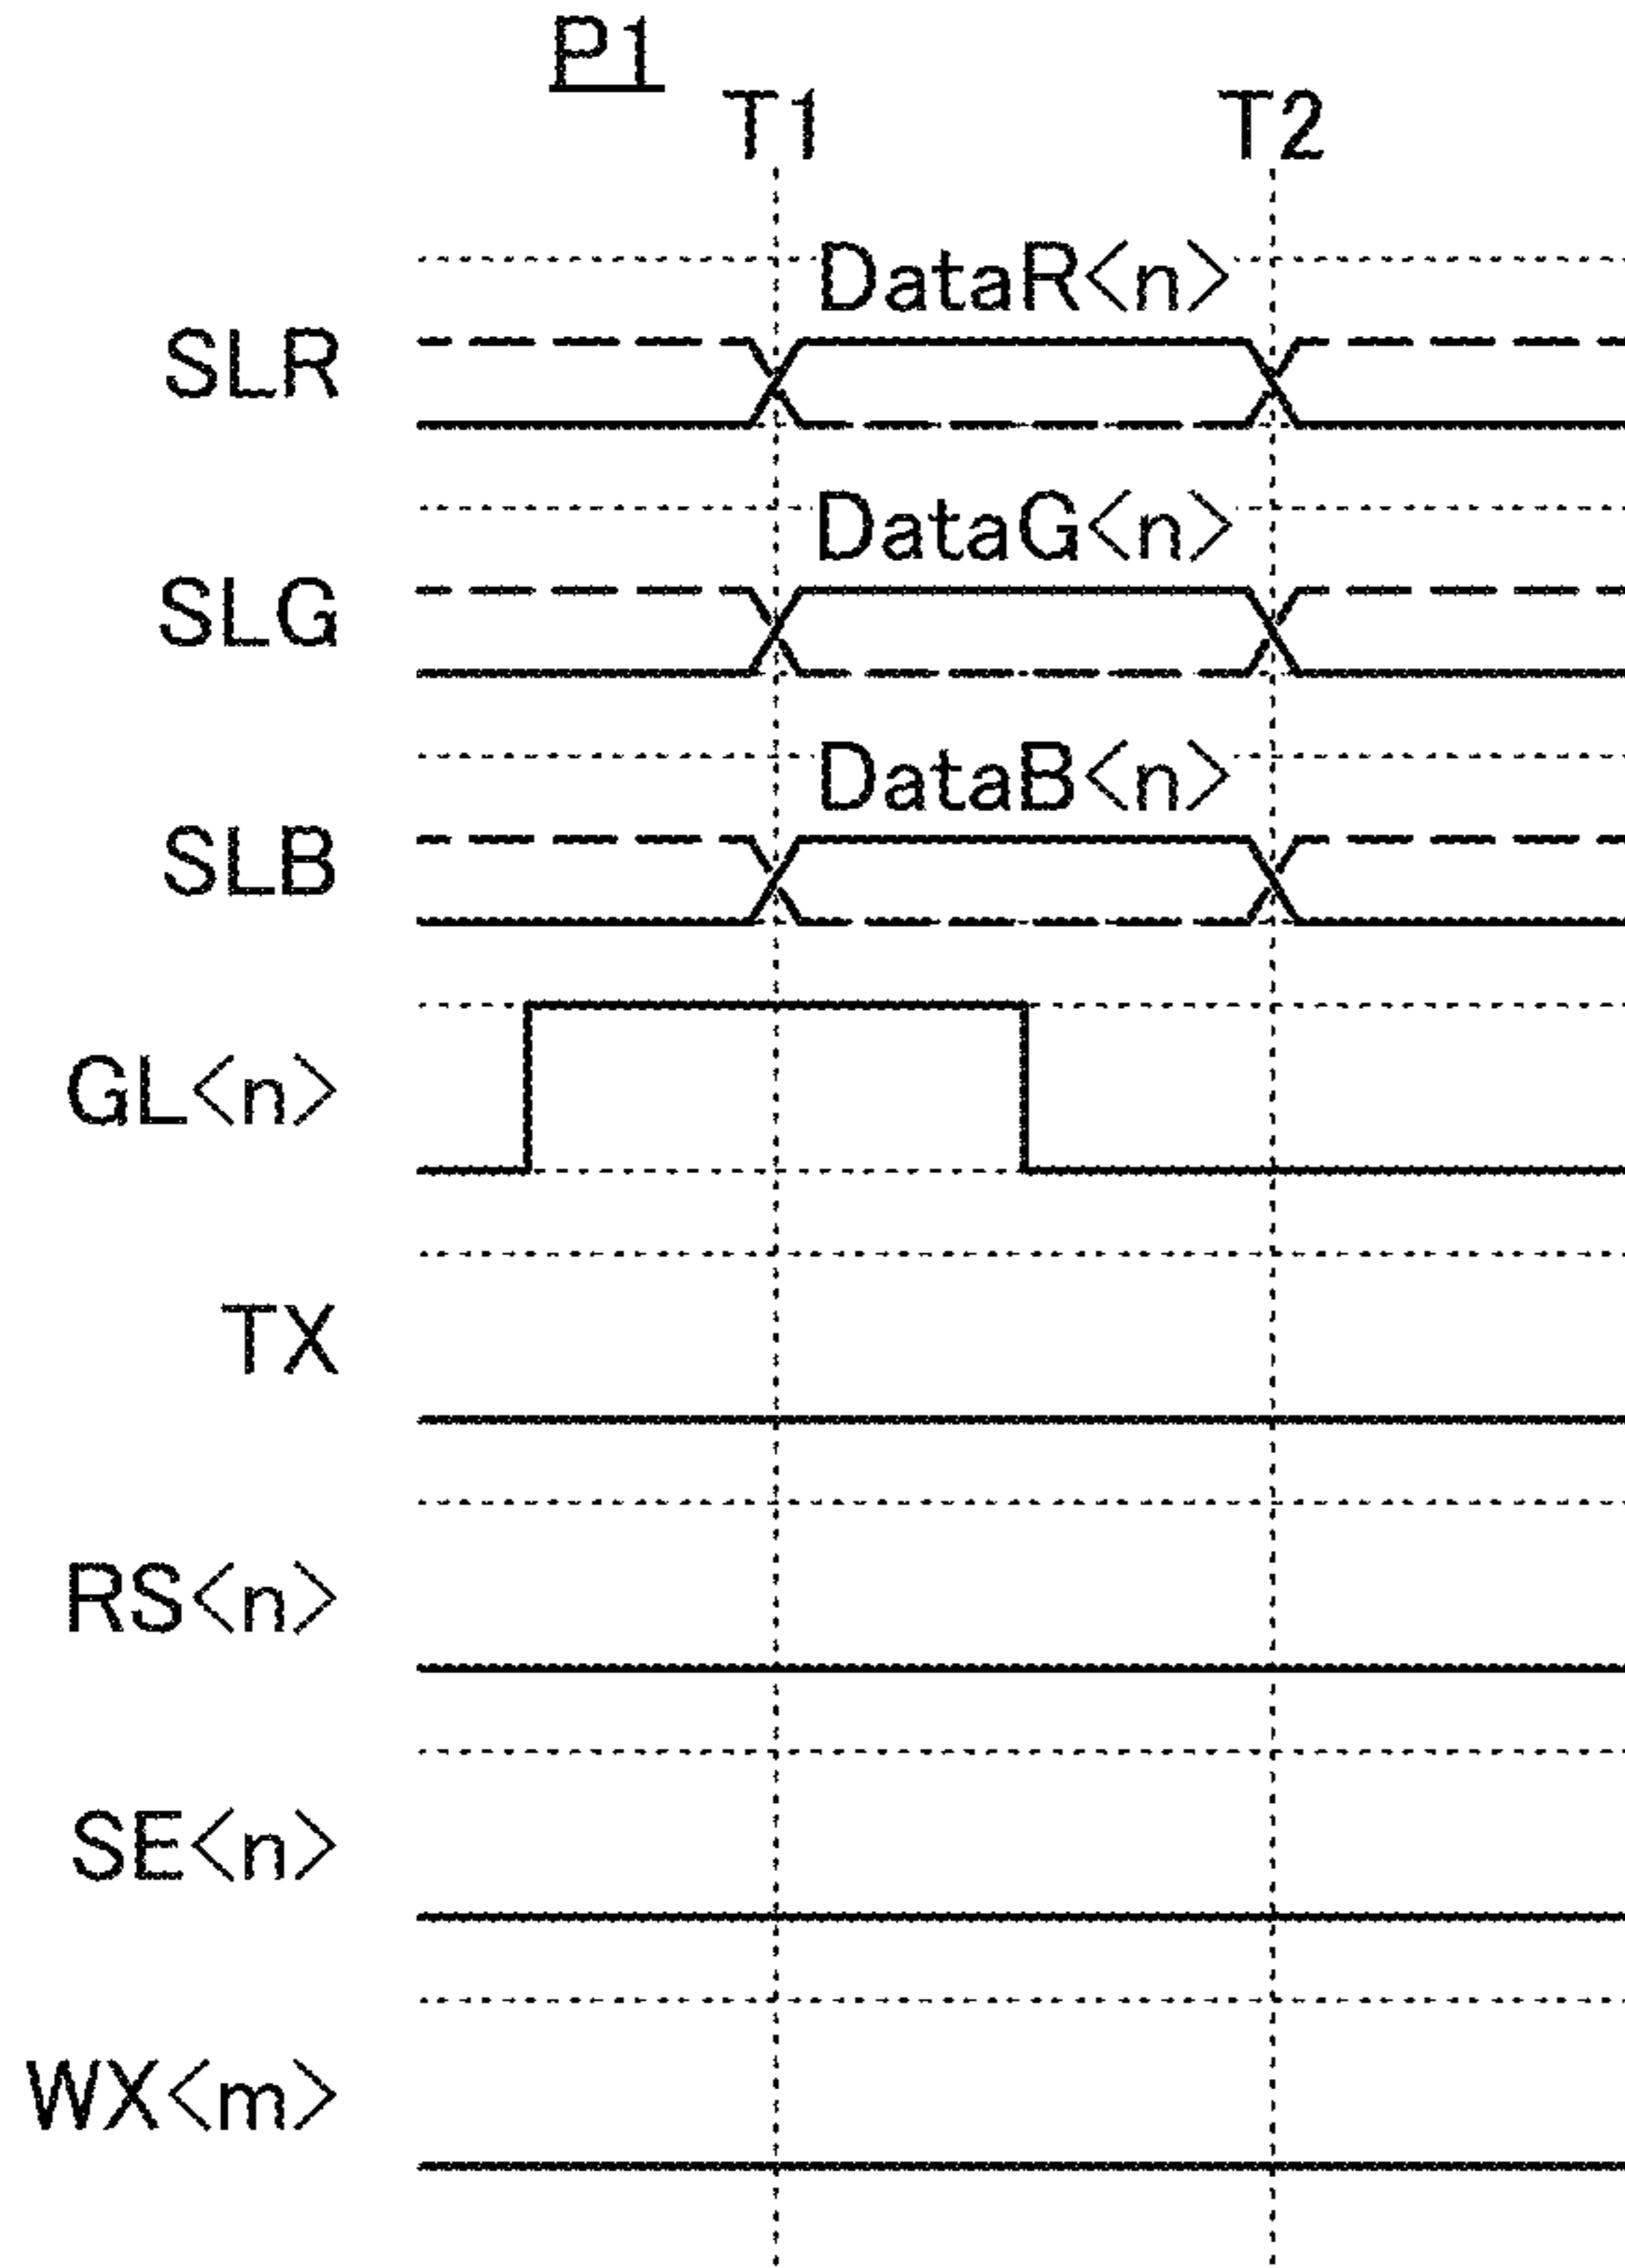 P1
T1 T2
DataR<n>
SLR
DataG<n>
SLG
DataB<n>
SLB
GL<n>
TX
RS<n>
SE<n>
WX<m>